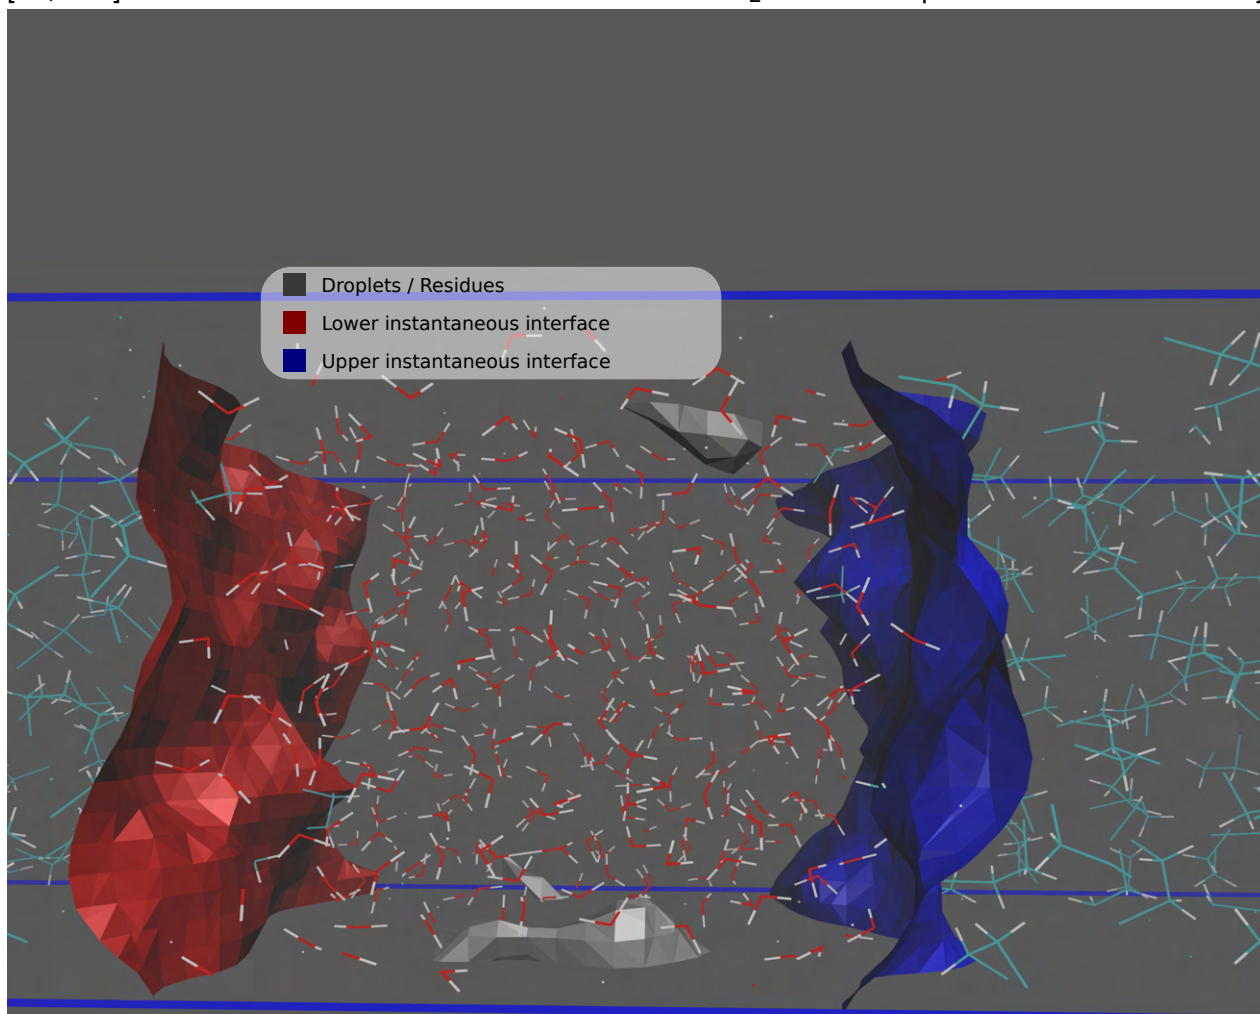 Droplets / Residues
Lower instantaneous interface
Upper instantaneous interface